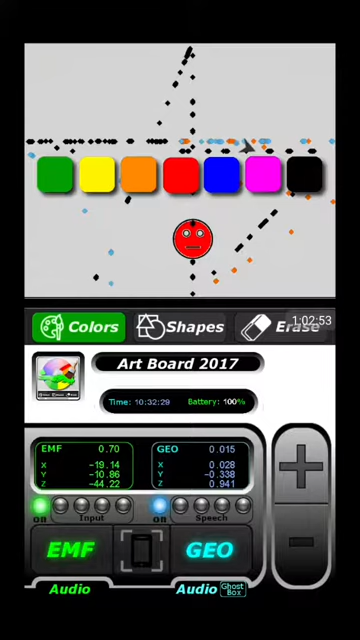 Colors Shapes Erase
1:02:53
Art Board 2017
Time: 10:32:29 Battery: 100%
EMF 0.70 GEO 0.015
X -19.14 X 0.028
Y -10.86 Y -0.338
Z -44.22 Z 0.941
on Input on Speech
EMF GEO
Audio Audio Ghost Box